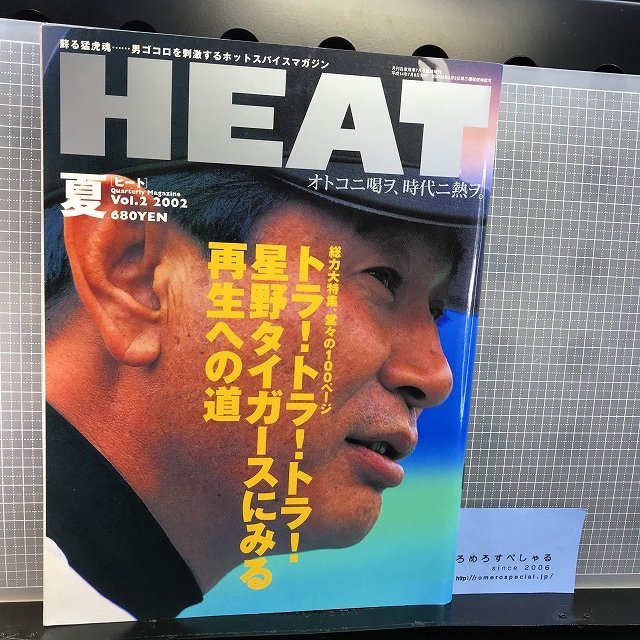 蘇る猛虎魂……男ゴコロを刺激するホットスパイスマガジン
HEAT
オトコニ喝ヲ、時代ニ熱ヲ。
夏
[ヒート]
Quarterly Magazine
Vol.2 2002
680YEN
総力大特集、堂々の100ページ
トラ!・トラ!・トラ!
星野タイガースにみる
再生への道
ろめろすぺしゃる
since 2006
http://romerospecial.jp/